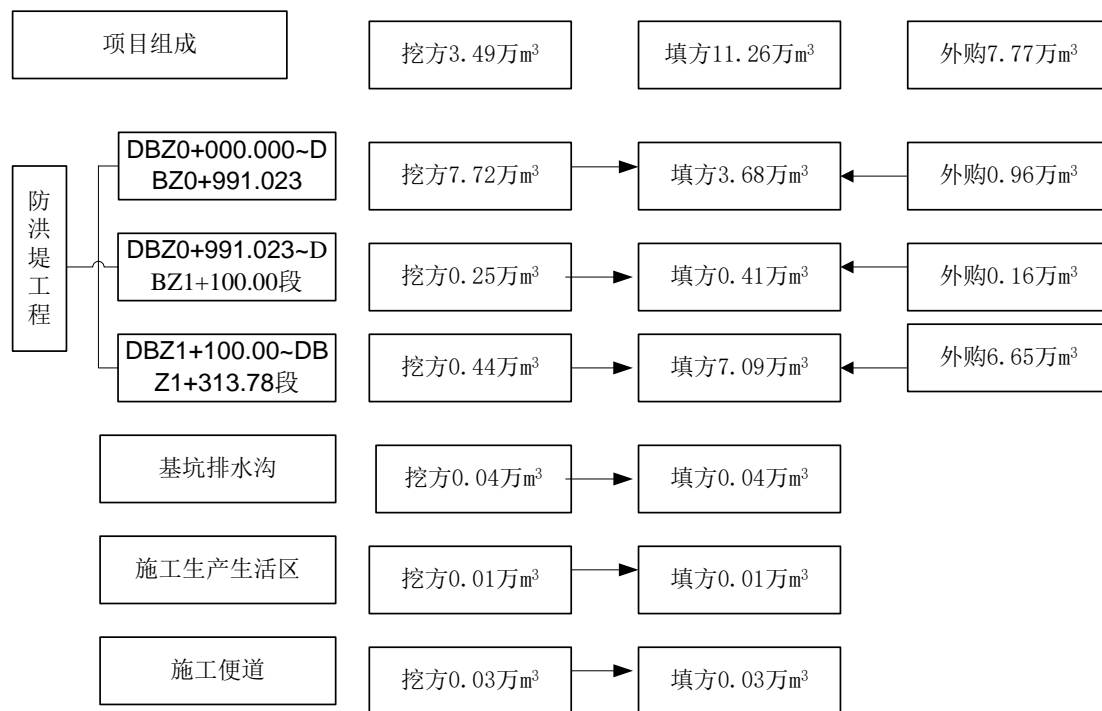 项目组成
挖方3.49万m³
填方11.26万m³
外购7.77万m³
防洪堤工程
DBZ0+000.000~D
BZ0+991.023
挖方7.72万m³
填方3.68万m³
外购0.96万m³
DBZ0+991.023~D
BZ1+100.00段
挖方0.25万m³
填方0.41万m³
外购0.16万m³
DBZ1+100.00~DB
Z1+313.78段
挖方0.44万m³
填方7.09万m³
外购6.65万m³
基坑排水沟
挖方0.04万m³
填方0.04万m³
施工生产生活区
挖方0.01万m³
填方0.01万m³
施工便道
挖方0.03万m³
填方0.03万m³